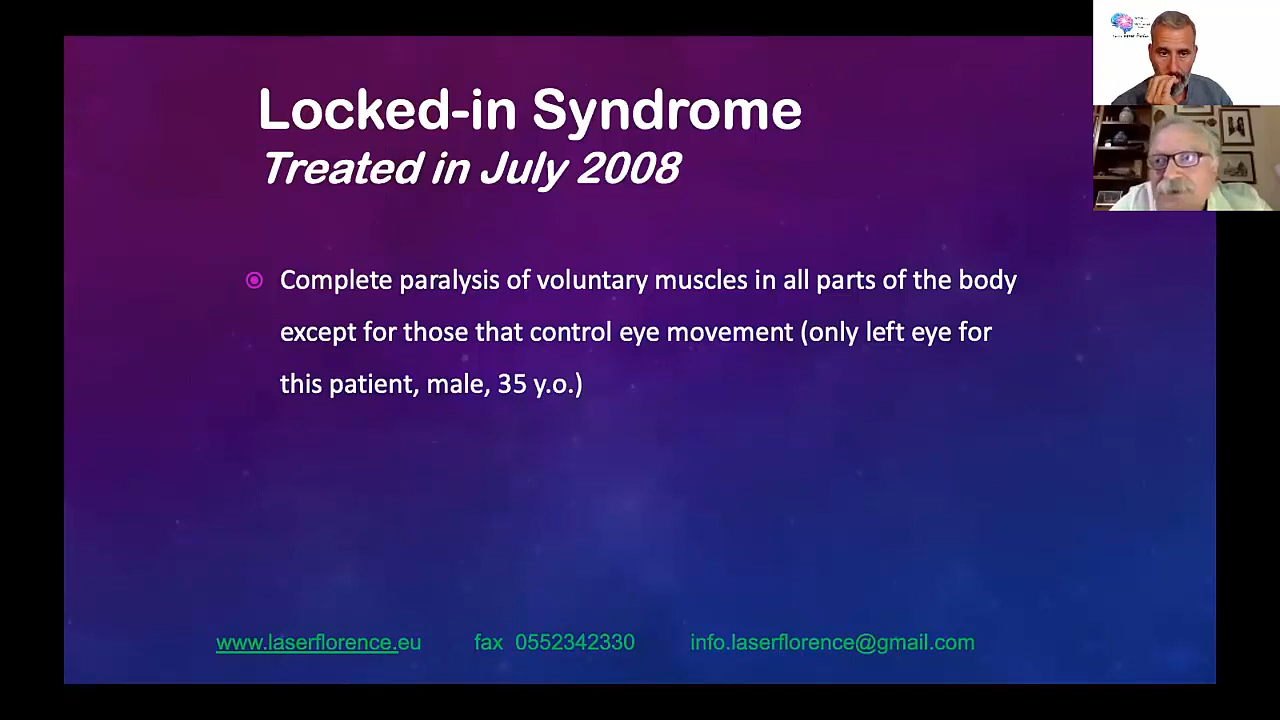 Locked-in Syndrome
Treated in July 2008
Complete paralysis of voluntary muscles in all parts of the body
except for those that control eye movement (only left eye for
this patient, male, 35 y.o.)
www.laserflorence.eu fax 0552342330 info.laserflorence@gmail.com